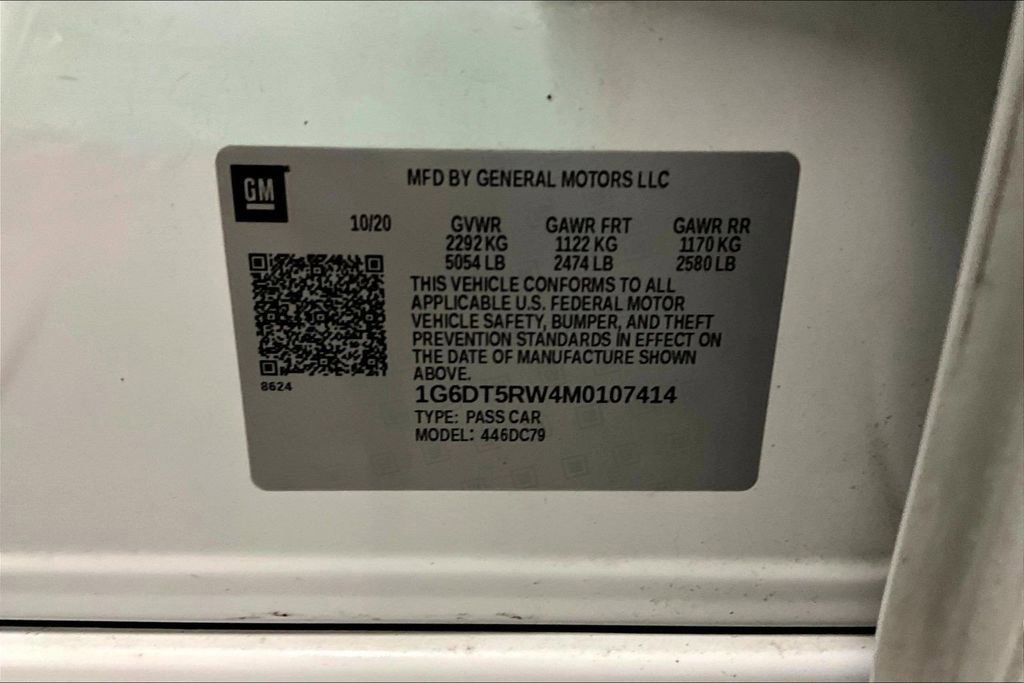 GM
MFD BY GENERAL MOTORS LLC
10/20 GVWR GAWR FRT GAWR RR
2292 KG 1122 KG 1170 KG
5054 LB 2474 LB 2580 LB
THIS VEHICLE CONFORMS TO ALL
APPLICABLE U.S. FEDERAL MOTOR
VEHICLE SAFETY, BUMPER, AND THEFT
PREVENTION STANDARDS IN EFFECT ON
THE DATE OF MANUFACTURE SHOWN
ABOVE.
8624
1G6DT5RW4M0107414
TYPE: PASS CAR
MODEL: 446DC79